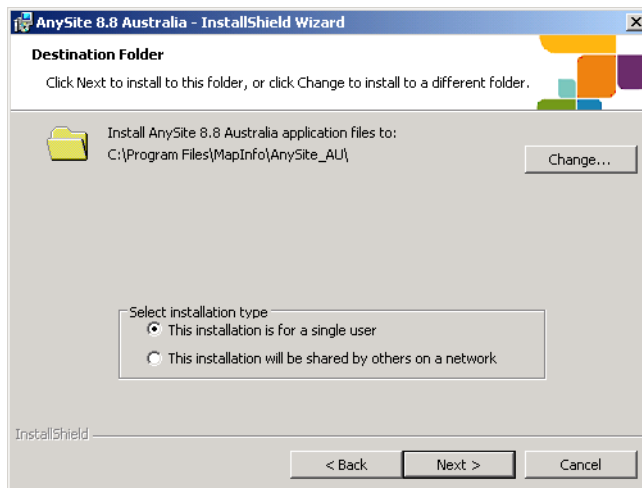 AnySite 8.8 Australia - InstallShield Wizard
Destination Folder
Click Next to install to this folder, or click Change to install to a different folder.
Install AnySite 8.8 Australia application files to:
C:\Program Files\MapInfo\AnySite_AU\
Change...
Select installation type
This installation is for a single user
This installation will be shared by others on a network
InstallShield
< Back
Next >
Cancel